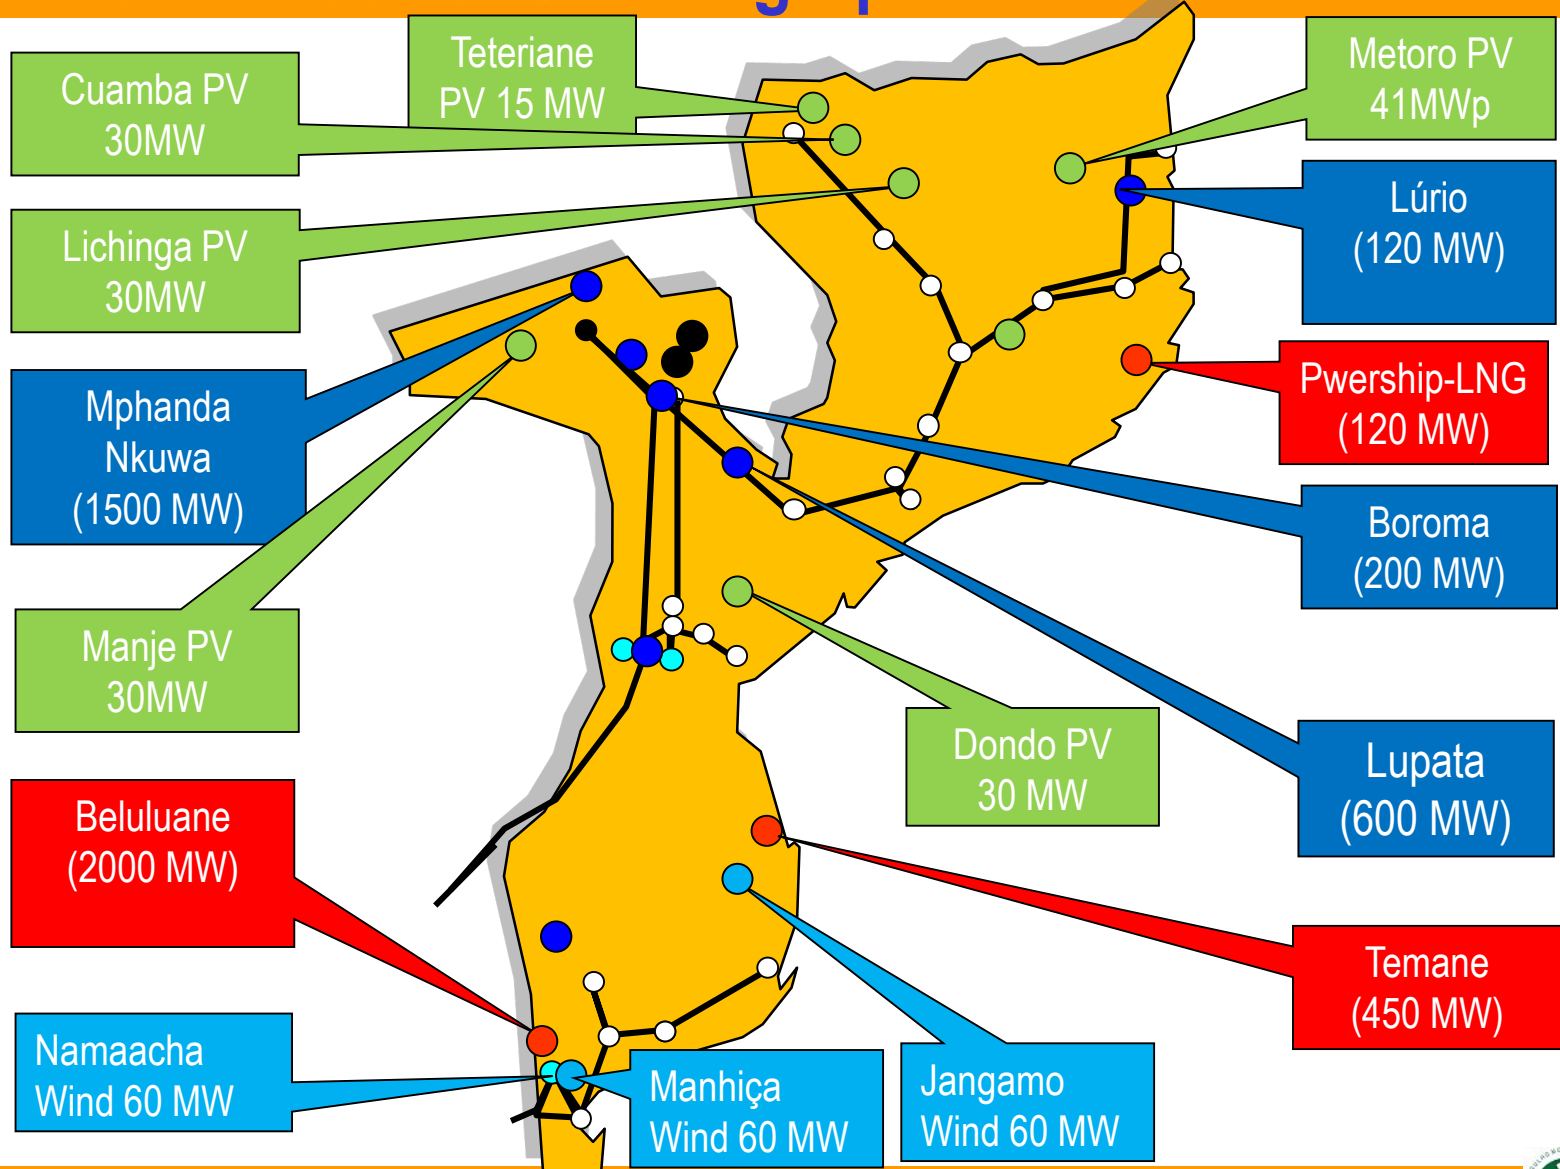 Cuamba PV
30MW
Teteriane
PV 15 MW
Metoro PV
41MWp
Lichinga PV
30MW
Lúrio
(120 MW)
Mphanda
Nkuwa
(1500 MW)
Pwership-LNG
(120 MW)
Boroma
(200 MW)
Manje PV
30MW
Dondo PV
30 MW
Lupata
(600 MW)
Beluluane
(2000 MW)
Temane
(450 MW)
Namaacha
Wind 60 MW
Manhiça
Wind 60 MW
Jangamo
Wind 60 MW